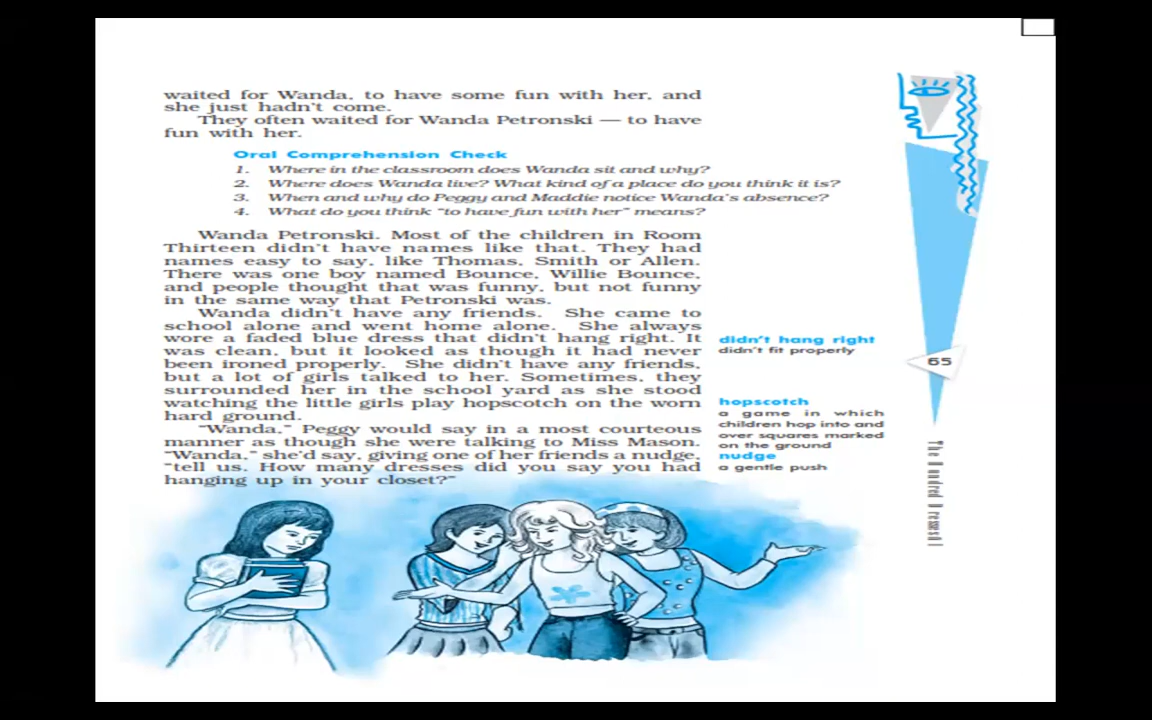 waited for Wanda, to have some fun with her, and
she just hadn't come.
They often waited for Wanda Petronski — to have
fun with her.
Oral Comprehension Check
1. Where in the classroom does Wanda sit and why?
2. Where does Wanda live? What kind of a place do you think it is?
3. When and why do Peggy and Maddie notice Wanda's absence?
4. What do you think “to have fun with her” means?
Wanda Petronski. Most of the children in Room
Thirteen didn't have names like that. They had
names easy to say, like Thomas, Smith or Allen.
There was one boy named Bounce, Willie Bounce,
and people thought that was funny, but not funny
in the same way that Petronski was.
Wanda didn't have any friends. She came to
school alone and went home alone. She always
wore a faded blue dress that didn't hang right. It
was clean, but it looked as though it had never
been ironed properly. She didn't have any friends,
but a lot of girls talked to her. Sometimes, they
surrounded her in the school yard as she stood
watching the little girls play hopscotch on the worn
hard ground.
“Wanda,” Peggy would say in a most courteous
manner as though she were talking to Miss Mason.
“Wanda,” she'd say, giving one of her friends a nudge,
“tell us. How many dresses did you say you had
hanging up in your closet?”
didn't hang right
didn't fit properly
hopscotch
a game in which
children hop into and
over squares marked
on the ground
nudge
a gentle push
65
The Hundred Dresses–I